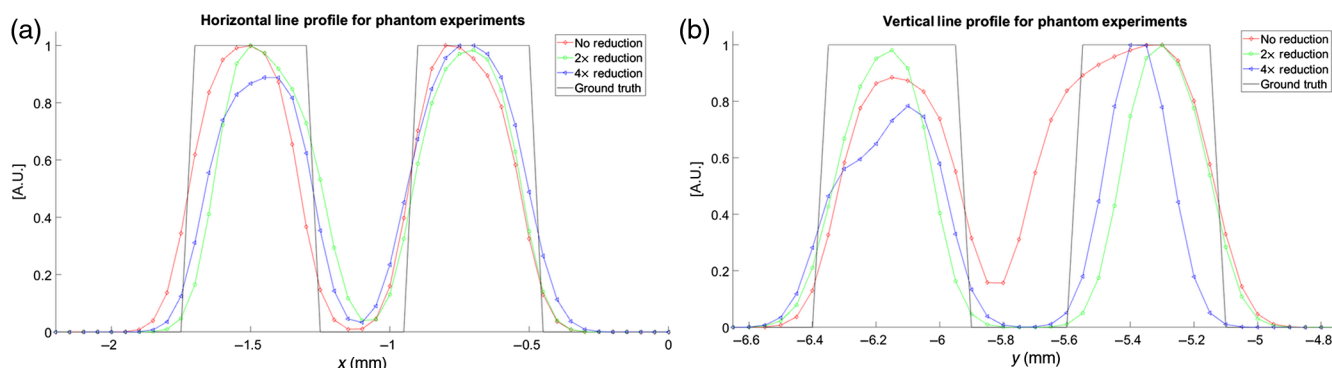 (a)
Horizontal line profile for phantom experiments
No reduction
2× reduction
4× reduction
Ground truth
1
0.8
0.6
0.4
0.2
0
[A.U.]
−2
−1.5
−1
−0.5
0
x (mm)
(b)
Vertical line profile for phantom experiments
No reduction
2× reduction
4× reduction
Ground truth
1
0.8
0.6
0.4
0.2
0
[A.U.]
−6.6
−6.4
−6.2
−6
−5.8
−5.6
−5.4
−5.2
−5
−4.8
y (mm)